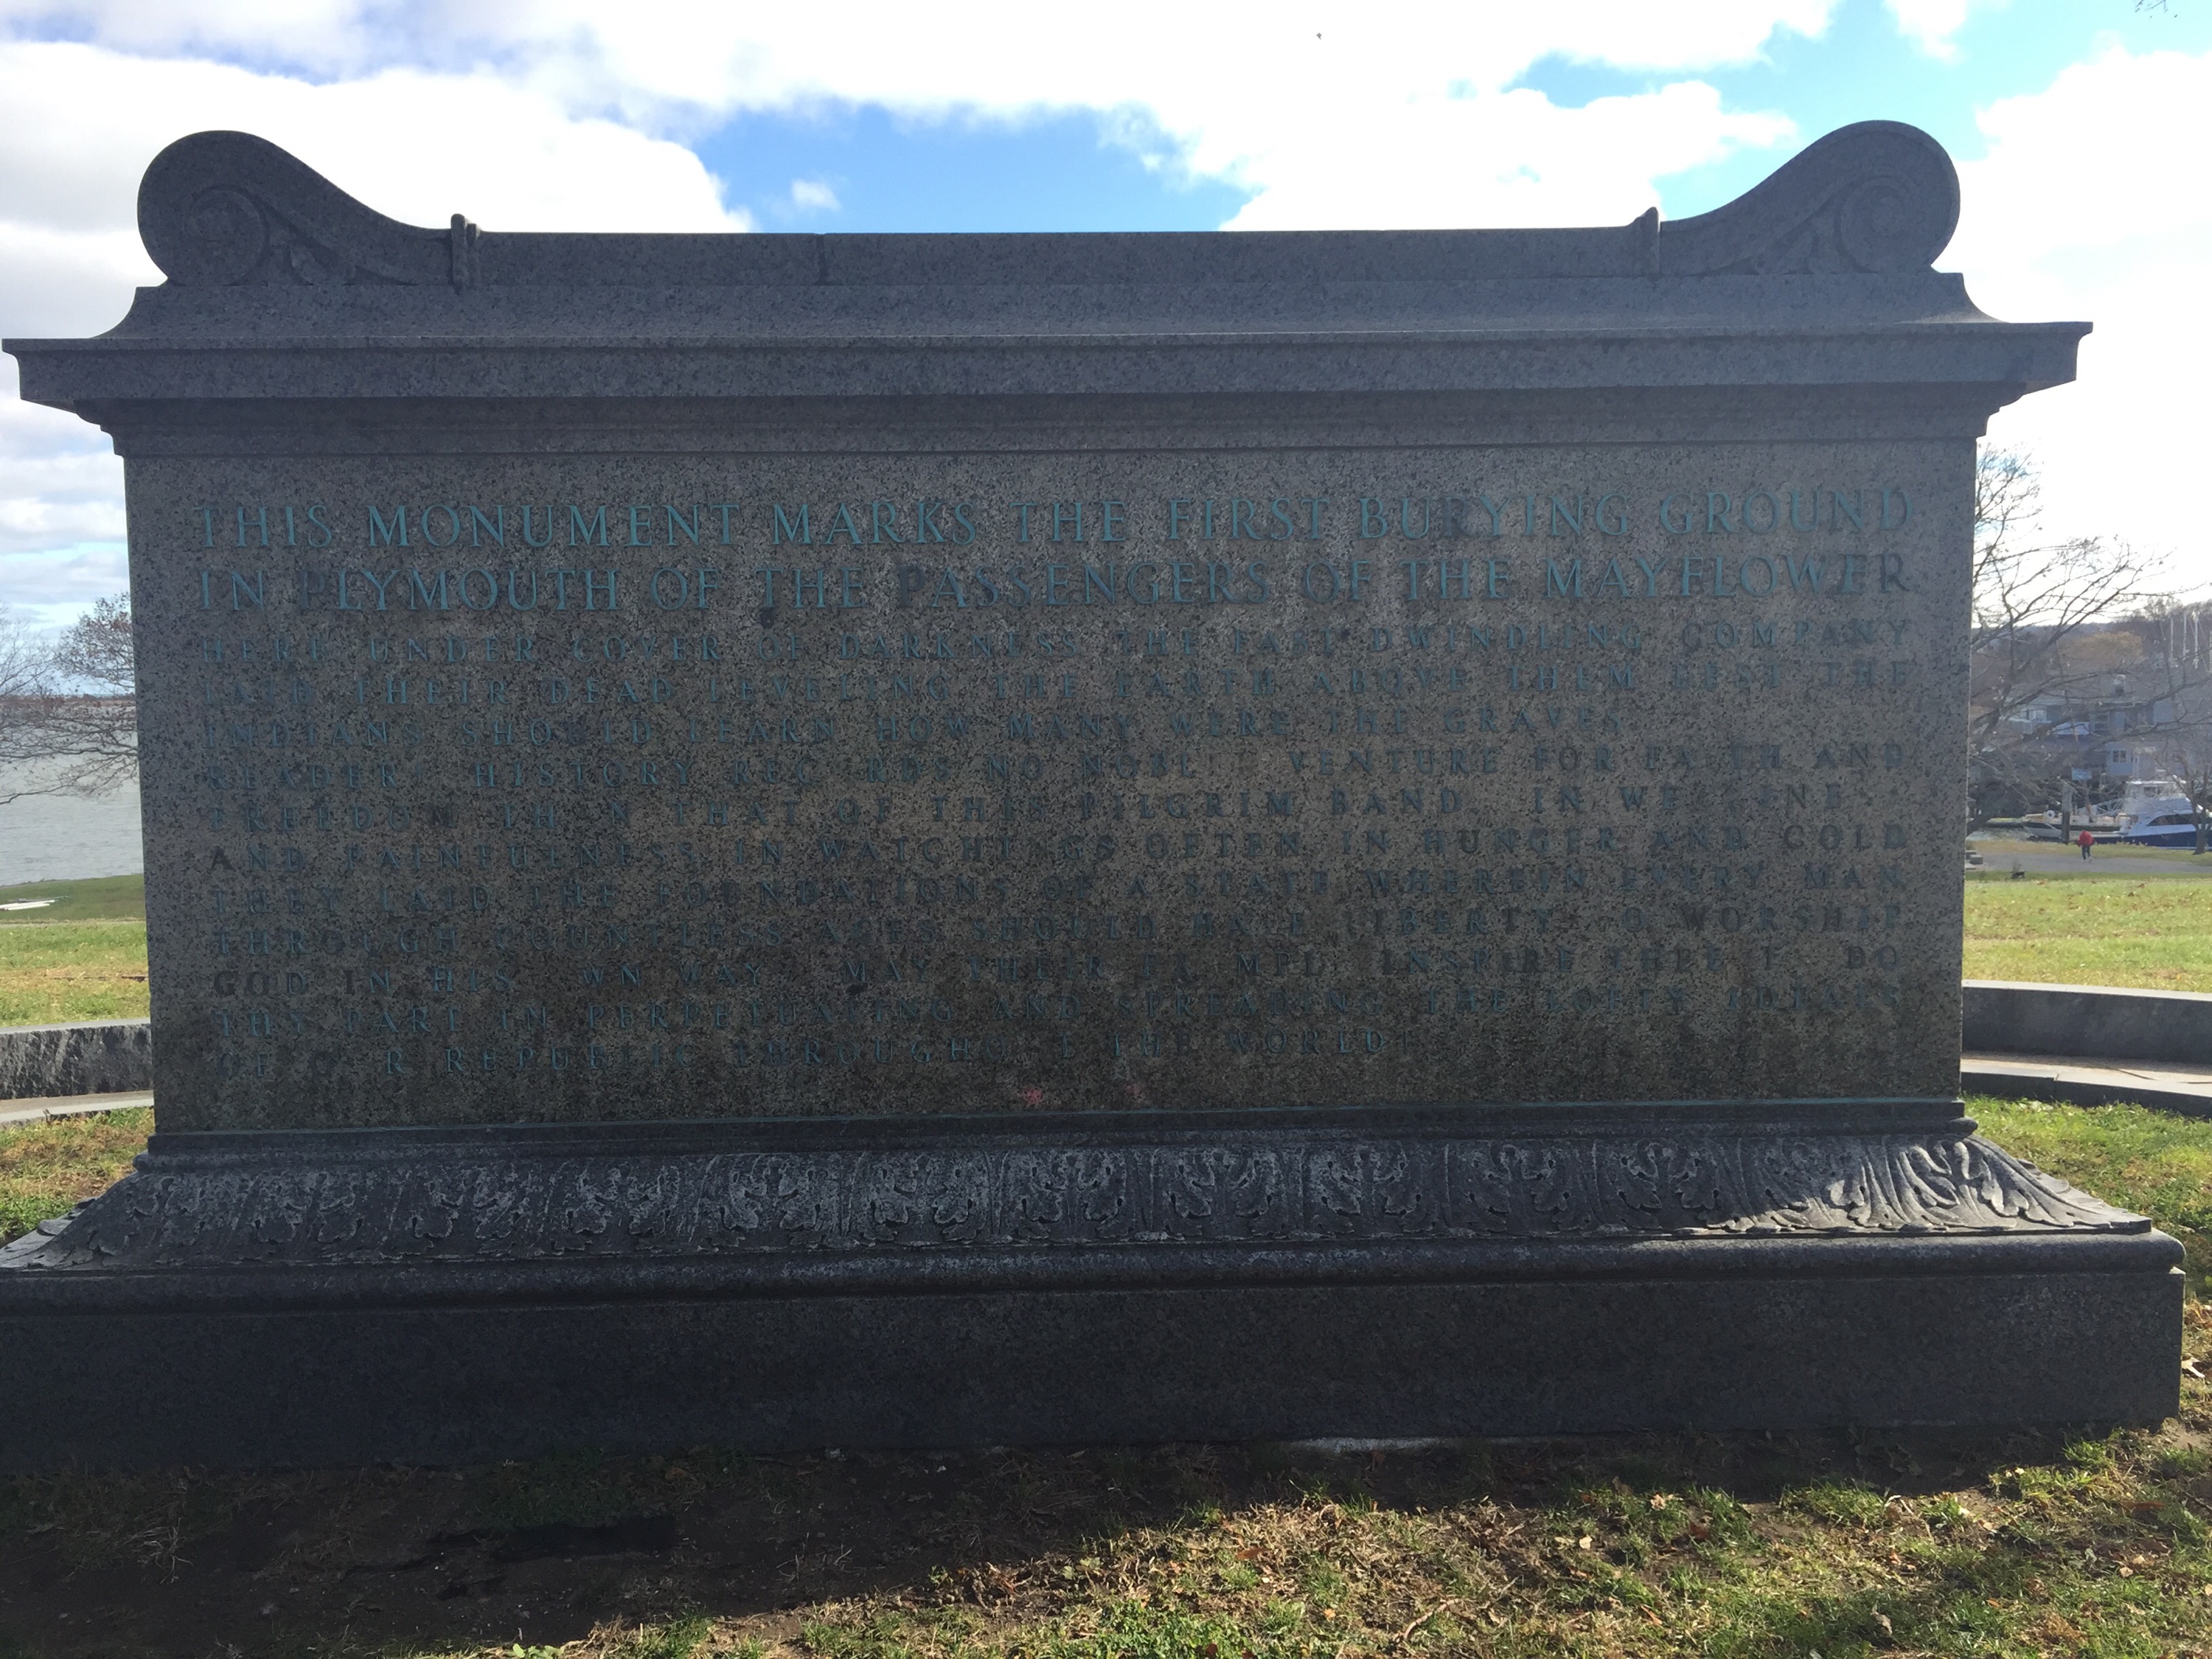 THIS MONUMENT MARKS THE FIRST BURYING GROUND
IN PLYMOUTH OF THE PASSENGERS OF THE MAYFLOWER
HERE UNDER COVER OF DARKNESS THE FAST DWINDLING COMPANY
LAID THEIR DEAD LEVELING THE EARTH ABOVE THEM LEST THE
INDIANS SHOULD LEARN HOW MANY WERE THE GRAVES
READER! HISTORY RECORDS NO NOBLER VENTURE FOR FAITH AND
FREEDOM THAN THAT OF THIS PILGRIM BAND IN WEARINESS
AND PAINFULNESS IN WATCHINGS OFTEN IN HUNGER AND COLD
THEY LAID THE FOUNDATIONS OF A STATE WHEREIN EVERY MAN
THROUGH COUNTLESS AGES SHOULD HAVE LIBERTY TO WORSHIP
GOD IN HIS OWN WAY MAY THEIR EXAMPLE INSPIRE THEE TO DO
THY PART IN PERPETUATING AND SPREADING THE LOFTY IDEALS
OF OUR REPUBLIC THROUGHOUT THE WORLD!